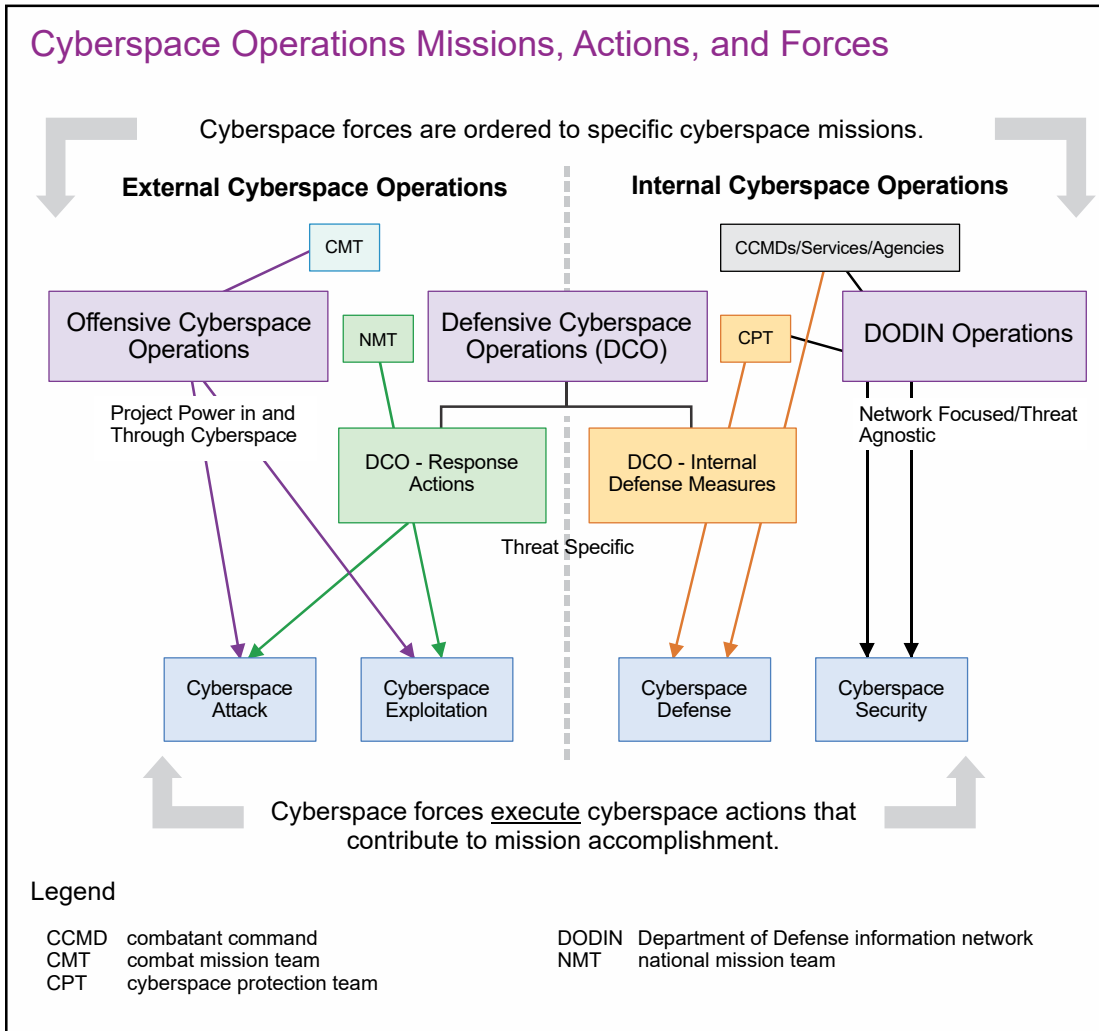 Cyberspace Operations Missions, Actions, and Forces
Cyberspace forces are ordered to specific cyberspace missions.
External Cyberspace Operations
Internal Cyberspace Operations
CMT
CCMDs/Services/Agencies
Offensive Cyberspace
Operations
NMT
Defensive Cyberspace
Operations (DCO)
CPT
DODIN Operations
Project Power in and
Through Cyberspace
Network Focused/Threat
Agnostic
DCO - Response
Actions
DCO - Internal
Defense Measures
Threat Specific
Cyberspace
Attack
Cyberspace
Exploitation
Cyberspace
Defense
Cyberspace
Security
Cyberspace forces execute cyberspace actions that
contribute to mission accomplishment.
Legend
CCMD combatant command
CMT combat mission team
CPT cyberspace protection team
DODIN Department of Defense information network
NMT national mission team